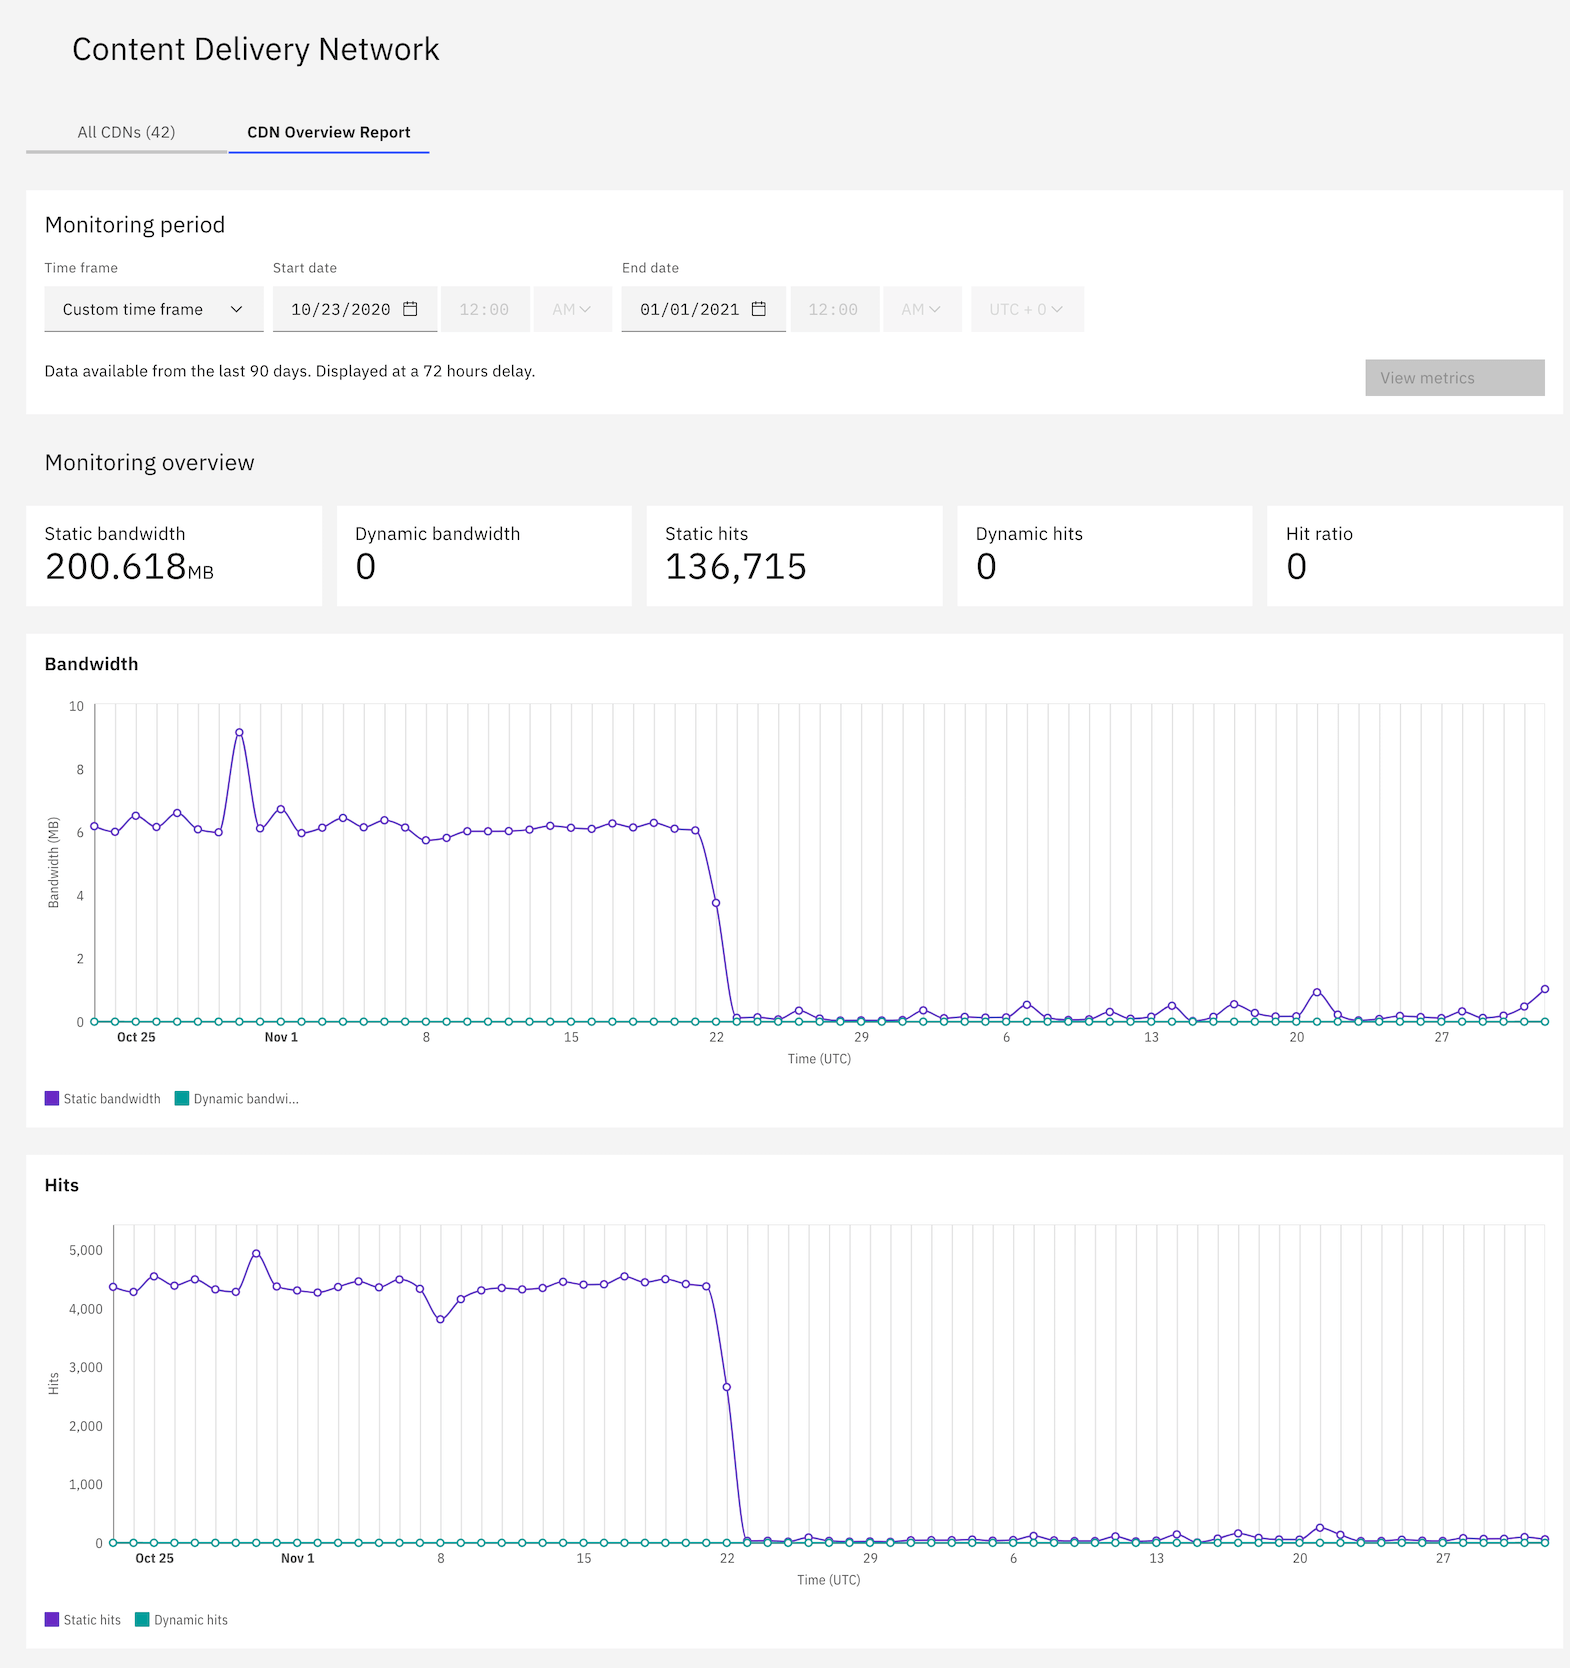 Content Delivery Network
All CDNs (42) CDN Overview Report
Monitoring period
Time frame Start date End date
Custom time frame 10/23/2020 12:00 AM 01/01/2021 12:00 AM UTC + 0
Data available from the last 90 days. Displayed at a 72 hours delay.
View metrics
Monitoring overview
Static bandwidth Dynamic bandwidth Static hits Dynamic hits Hit ratio
200.618MB 0 136,715 0 0
Bandwidth
10
8
6
4
2
0
Bandwidth (MB)
Oct 25 Nov 1 8 15 22 29 6 13 20 27
Time (UTC)
Static bandwidth Dynamic bandwi...
Hits
5,000
4,000
3,000
2,000
1,000
0
Hits
Oct 25 Nov 1 8 15 22 29 6 13 20 27
Time (UTC)
Static hits Dynamic hits